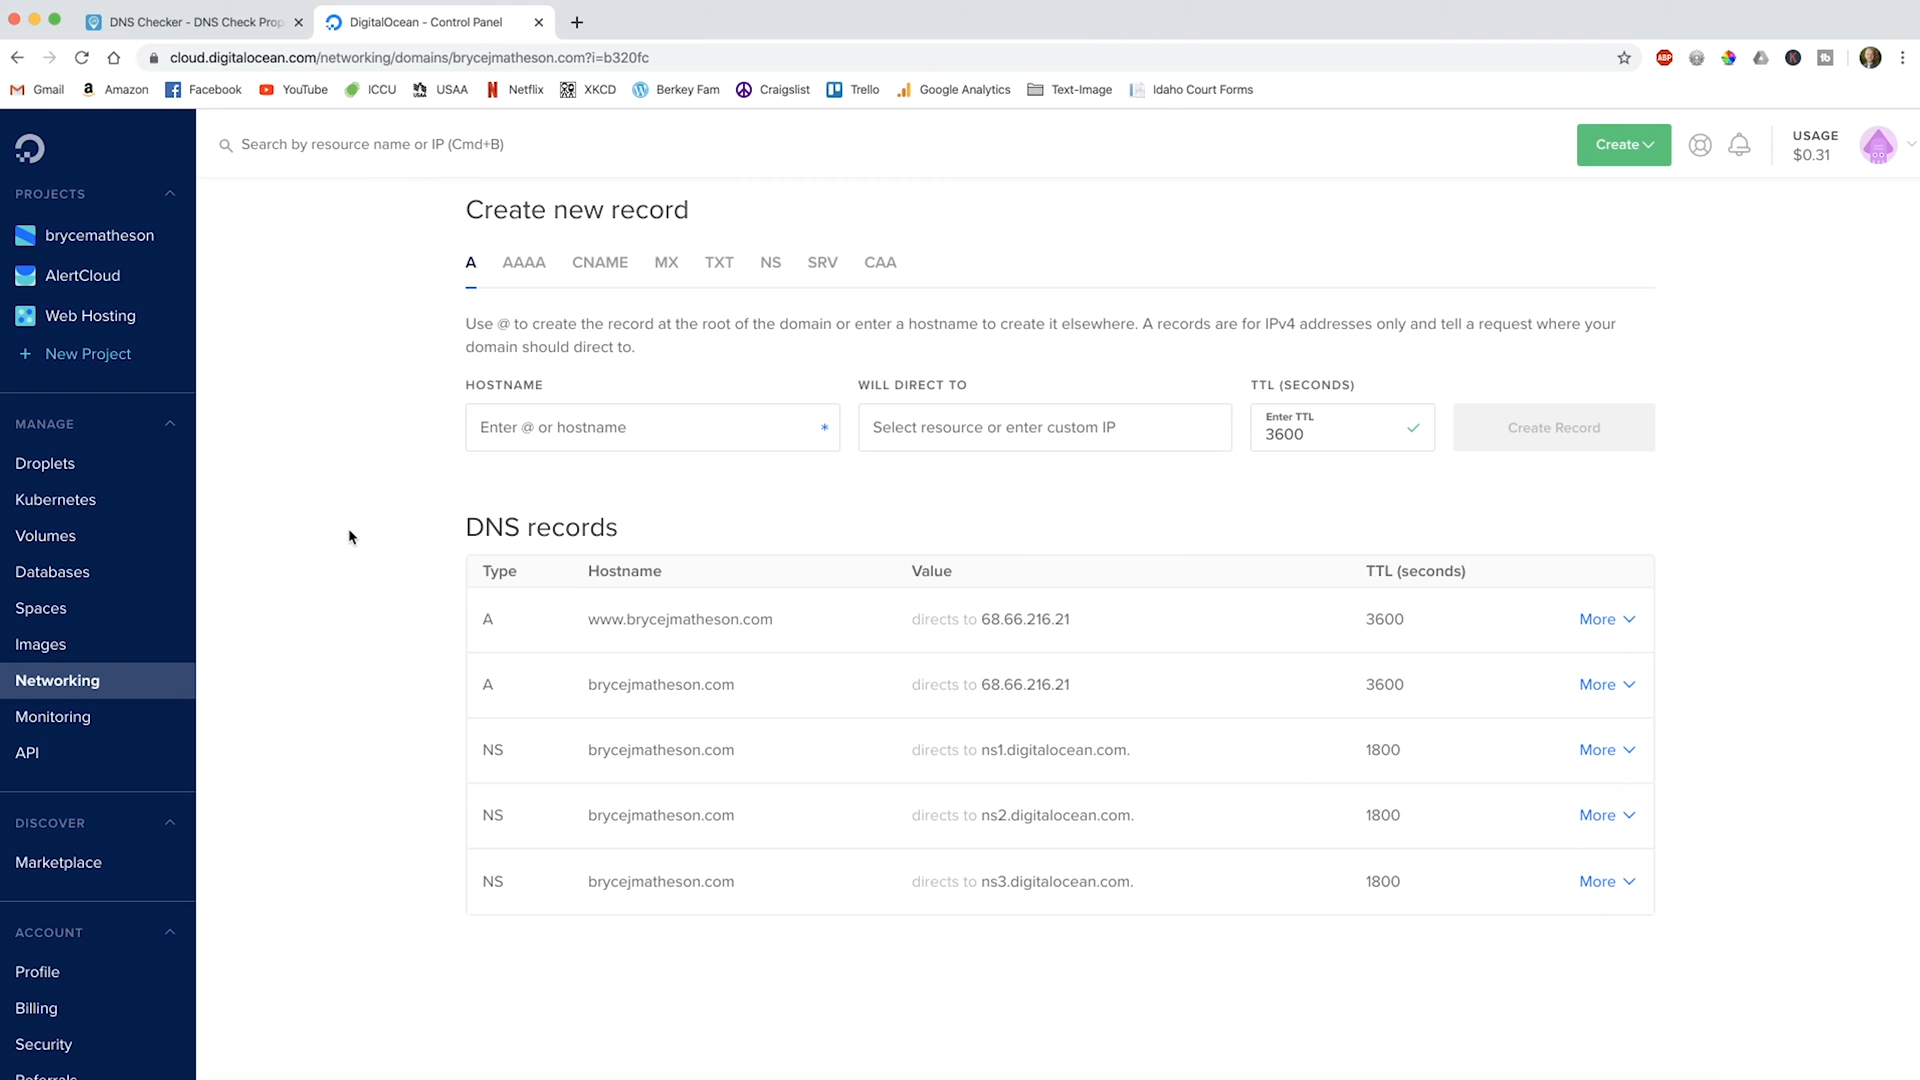 DNS Checker - DNS Check Prop
DigitalOcean - Control Panel
cloud.digitalocean.com/networking/domains/brycejmatheson.com?i=b320fc
ABP
K
tb
Gmail
Amazon
Facebook
YouTube
ICCU
USAA
Netflix
XKCD
Berkey Fam
Craigslist
Trello
Google Analytics
Text-Image
Idaho Court Forms
Search by resource name or IP (Cmd+B)
Create
USAGE
$0.31
PROJECTS
brycematheson
AlertCloud
Web Hosting
+ New Project
MANAGE
Droplets
Kubernetes
Volumes
Databases
Spaces
Images
Networking
Monitoring
API
DISCOVER
Marketplace
ACCOUNT
Profile
Billing
Security
Referrals
Create new record
A AAAA CNAME MX TXT NS SRV CAA
Use @ to create the record at the root of the domain or enter a hostname to create it elsewhere. A records are for IPv4 addresses only and tell a request where your
domain should direct to.
HOSTNAME WILL DIRECT TO TTL (SECONDS)
Enter @ or hostname *
Select resource or enter custom IP
Enter TTL
3600
Create Record
DNS records
Type Hostname Value TTL (seconds)
A www.brycejmatheson.com directs to 68.66.216.21 3600 More
A brycejmatheson.com directs to 68.66.216.21 3600 More
NS brycejmatheson.com directs to ns1.digitalocean.com. 1800 More
NS brycejmatheson.com directs to ns2.digitalocean.com. 1800 More
NS brycejmatheson.com directs to ns3.digitalocean.com. 1800 More